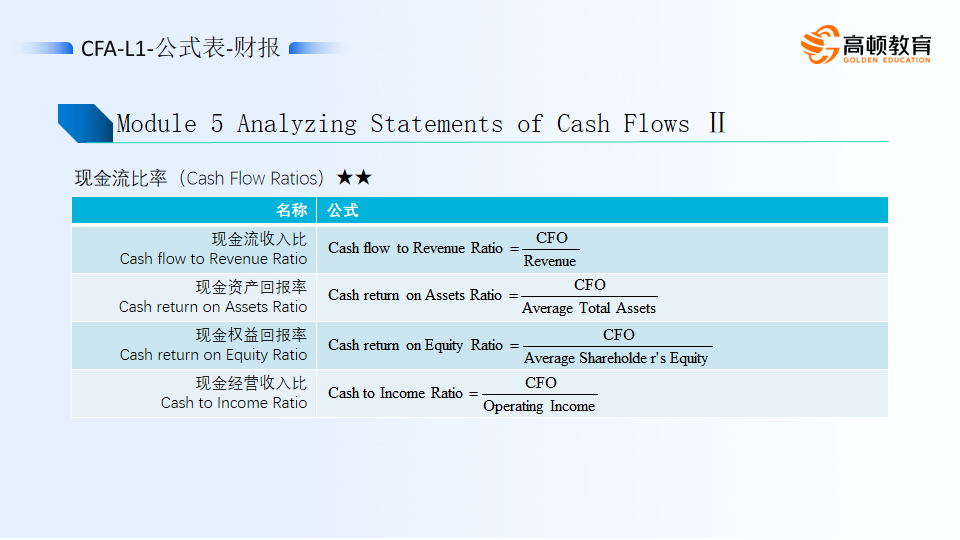 CFA-L1-公式表-财报
高顿教育
GOLDEN EDUCATION
Module 5 Analyzing Statements of Cash Flows Ⅱ
现金流比率（Cash Flow Ratios）★★
名称 公式
现金流收入比
Cash flow to Revenue Ratio
Cash flow to Revenue Ratio = CFO
Revenue
现金资产回报率
Cash return on Assets Ratio
Cash return on Assets Ratio = CFO
Average Total Assets
现金权益回报率
Cash return on Equity Ratio
Cash return on Equity Ratio = CFO
Average Shareholde r's Equity
现金经营收入比
Cash to Income Ratio
Cash to Income Ratio = CFO
Operating Income